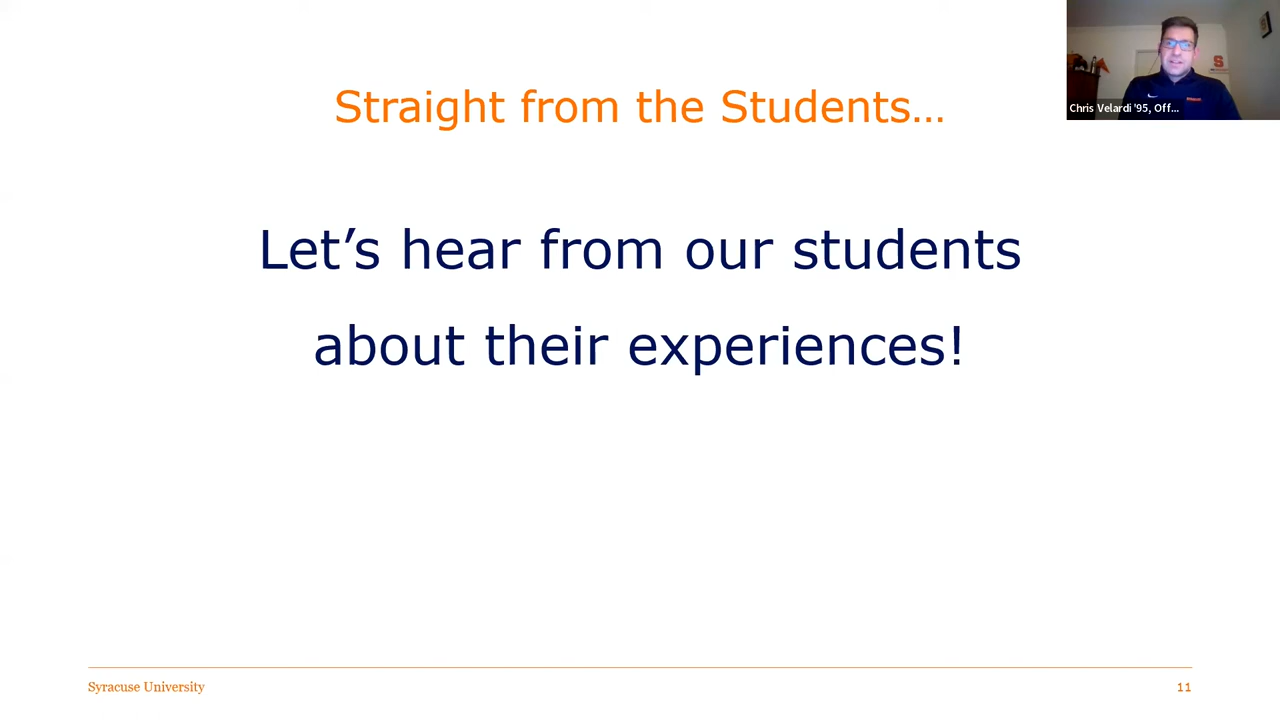 Straight from the Students…
Let’s hear from our students
about their experiences!
Chris Velardi '95, Off...
S
Syracuse University
11